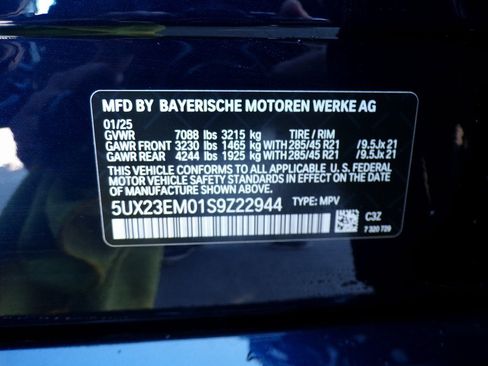 MFD BY BAYERISCHE MOTOREN WERKE AG
01/25
GVWR 7088 lbs 3215 kg TIRE / RIM
GAWR FRONT 3230 lbs 1465 kg WITH 285/45 R21 /9.5Jx 21
GAWR REAR 4244 lbs 1925 kg WITH 285/45 R21 /9.5Jx 21
THIS VEHICLE CONFORMS TO ALL APPLICABLE U. S. FEDERAL
MOTOR VEHICLE SAFETY STANDARDS IN EFFECT ON THE DATE
OF MANUFACTURE SHOWN ABOVE.
5UX23EM01S9Z22944 TYPE: MPV
C3Z
7 320 729